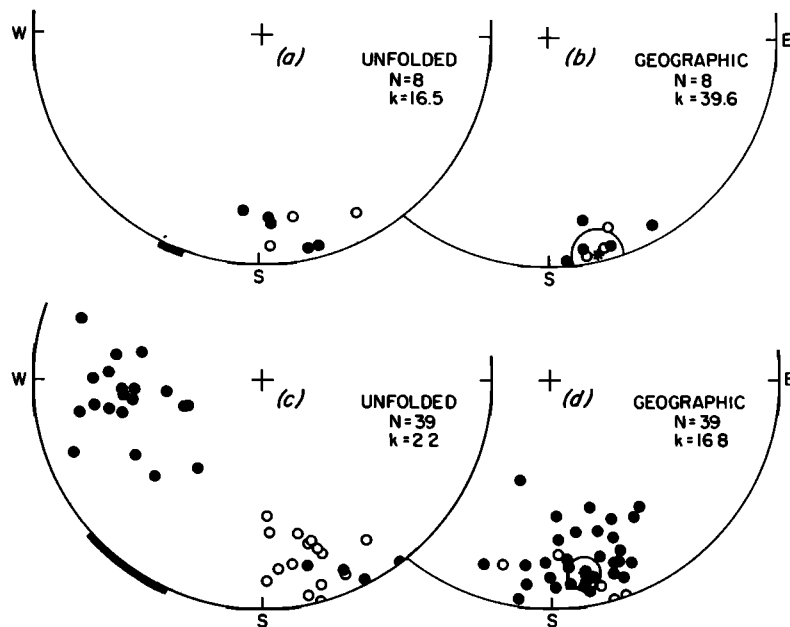 W
(a)
UNFOLDED
N=8
k=16.5
S
(b)
GEOGRAPHIC
N=8
k=39.6
E
S
W
(c)
UNFOLDED
N=39
k=2.2
S
(d)
GEOGRAPHIC
N=39
k=16.8
E
S